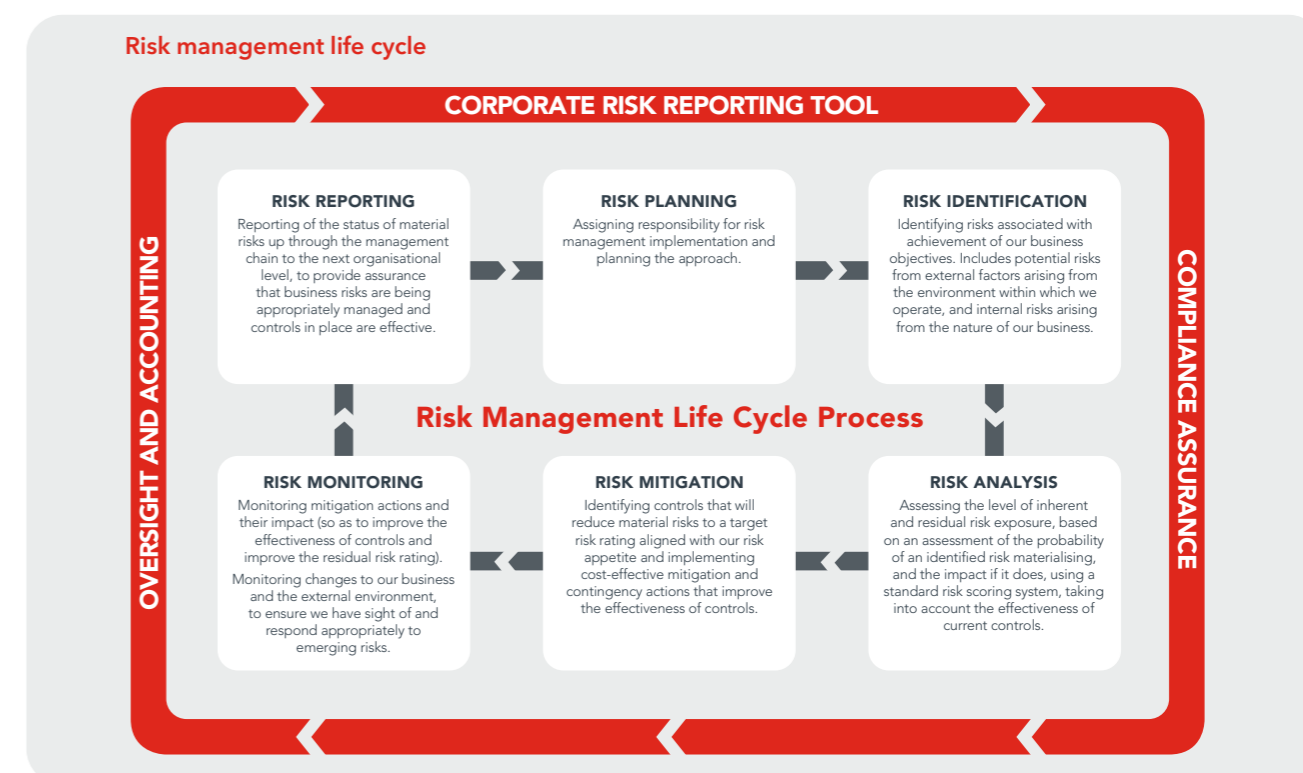 Risk management life cycle
CORPORATE RISK REPORTING TOOL
OVERSIGHT AND ACCOUNTING
COMPLIANCE ASSURANCE
RISK REPORTING
Reporting of the status of material
risks up through the management
chain to the next organisational
level, to provide assurance
that business risks are being
appropriately managed and
controls in place are effective.
RISK PLANNING
Assigning responsibility for risk
management implementation and
planning the approach.
RISK IDENTIFICATION
Identifying risks associated with
achievement of our business
objectives. Includes potential risks
from external factors arising from
the environment within which we
operate, and internal risks arising
from the nature of our business.
Risk Management Life Cycle Process
RISK MONITORING
Monitoring mitigation actions and
their impact (so as to improve the
effectiveness of controls and
improve the residual risk rating).
Monitoring changes to our business
and the external environment,
to ensure we have sight of and
respond appropriately to
emerging risks.
RISK MITIGATION
Identifying controls that will
reduce material risks to a target
risk rating aligned with our risk
appetite and implementing
cost-effective mitigation and
contingency actions that improve
the effectiveness of controls.
RISK ANALYSIS
Assessing the level of inherent
and residual risk exposure, based
on an assessment of the probability
of an identified risk materialising,
and the impact if it does, using a
standard risk scoring system, taking
into account the effectiveness of
current controls.